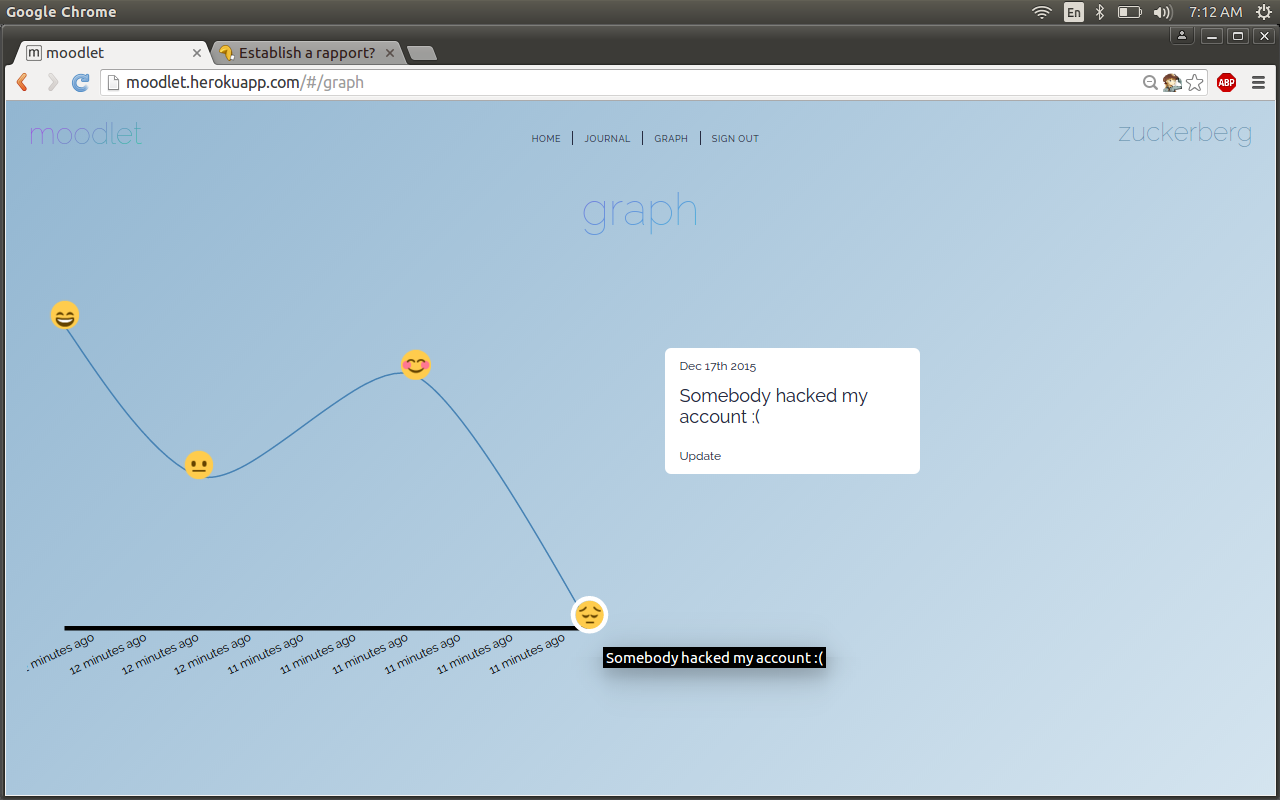 Google Chrome
En
7:12 AM
m moodlet
Establish a rapport?
moodlet.herokuapp.com/#/graph
ABP
moodlet
HOME
JOURNAL
GRAPH
SIGN OUT
zuckerberg
graph
Dec 17th 2015
Somebody hacked my
account :(
Update
minutes ago
12 minutes ago
12 minutes ago
12 minutes ago
11 minutes ago
11 minutes ago
11 minutes ago
11 minutes ago
11 minutes ago
11 minutes ago
Somebody hacked my account :(